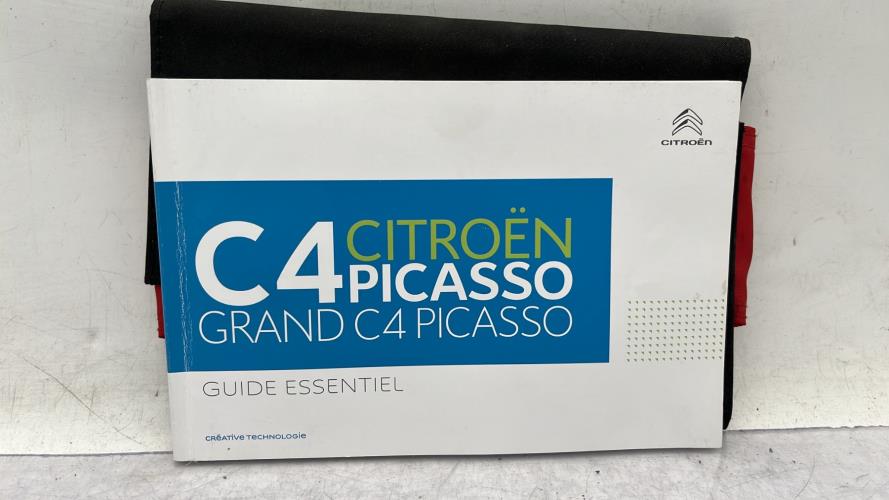 CITROËN
C4 CITROËN
PICASSO
GRAND C4 PICASSO
GUIDE ESSENTIEL
CRéATIVE TECHNOLOGIE